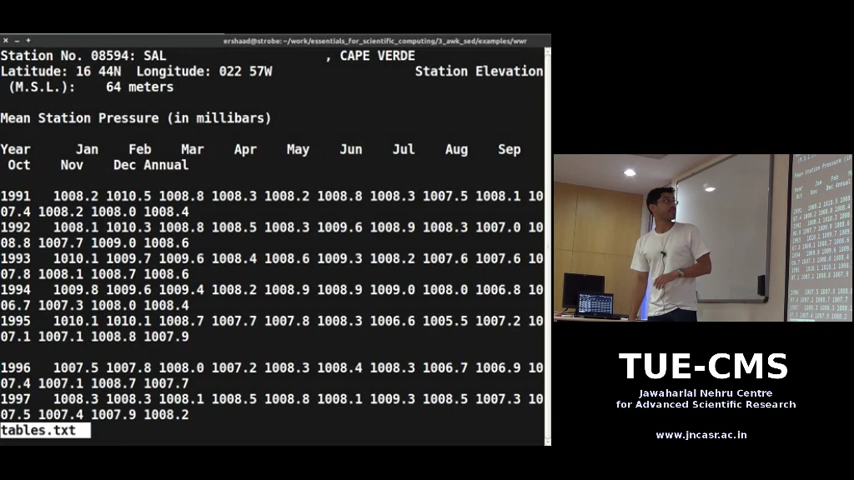 ershaad@strobe: ~/work/essentials_for_scientific_computing/3_awk_sed/examples/wwr
Station No. 08594: SAL , CAPE VERDE
Latitude: 16 44N Longitude: 022 57W Station Elevation
(M.S.L.): 64 meters
Mean Station Pressure (in millibars)
Year Jan Feb Mar Apr May Jun Jul Aug Sep
Oct Nov Dec Annual
1991 1008.2 1010.5 1008.8 1008.3 1008.2 1008.8 1008.3 1007.5 1008.1 10
07.4 1008.2 1008.0 1008.4
1992 1008.1 1010.3 1008.8 1008.5 1008.3 1009.6 1008.9 1008.3 1007.0 10
08.8 1007.7 1009.0 1008.6
1993 1010.1 1009.7 1009.6 1008.4 1008.6 1009.3 1008.2 1007.6 1007.6 10
07.8 1008.1 1008.7 1008.6
1994 1009.8 1009.6 1009.4 1008.2 1008.9 1008.9 1009.0 1008.0 1006.8 10
06.7 1007.3 1008.0 1008.4
1995 1010.1 1010.1 1008.7 1007.7 1007.8 1008.3 1006.6 1005.5 1007.2 10
07.1 1007.1 1008.8 1007.9
1996 1007.5 1007.8 1008.0 1007.2 1008.3 1008.4 1008.3 1006.7 1006.9 10
07.4 1007.1 1008.7 1007.7
1997 1008.3 1008.3 1008.1 1008.5 1008.8 1008.1 1009.3 1008.5 1007.3 10
07.5 1007.4 1007.9 1008.2
tables.txt
TUE-CMS
Jawaharlal Nehru Centre
for Advanced Scientific Research
www.jncasr.ac.in